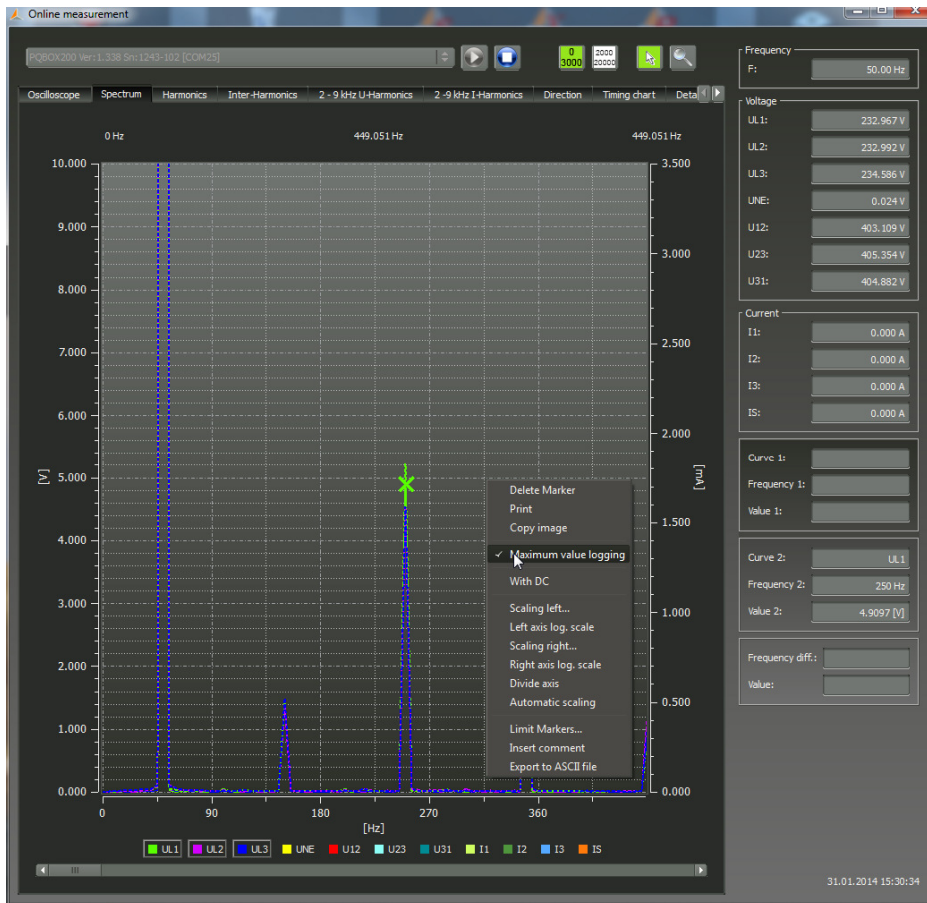 Online measurement
PQBOX200 Ver:1.338 Sn:1243-102 [COM25]
0
3000
2000
20000
Oscilloscope Spectrum Harmonics Inter-Harmonics 2 - 9 kHz U-Harmonics 2 -9 kHz I-Harmonics Direction Timing chart Deta
0 Hz 449.051 Hz 449.051 Hz
10.000
9.000
8.000
7.000
6.000
5.000
4.000
3.000
2.000
1.000
0.000
[V]
3.500
3.000
2.500
2.000
1.500
1.000
0.500
0.000
[mA]
0 90 180 270 360
[Hz]
UL1 UL2 UL3 UNE U12 U23 U31 I1 I2 I3 IS
Delete Marker
Print
Copy image
✓ Maximum value logging
With DC
Scaling left...
Left axis log. scale
Scaling right...
Right axis log. scale
Divide axis
Automatic scaling
Limit Markers...
Insert comment
Export to ASCII file
Frequency
F: 50.00 Hz
Voltage
UL1: 232.967 V
UL2: 232.992 V
UL3: 234.586 V
UNE: 0.024 V
U12: 403.109 V
U23: 405.354 V
U31: 404.882 V
Current
I1: 0.000 A
I2: 0.000 A
I3: 0.000 A
IS: 0.000 A
Curve 1:
Frequency 1:
Value 1:
Curve 2: UL1
Frequency 2: 250 Hz
Value 2: 4.9097 [V]
Frequency diff.:
Value:
31.01.2014 15:30:34